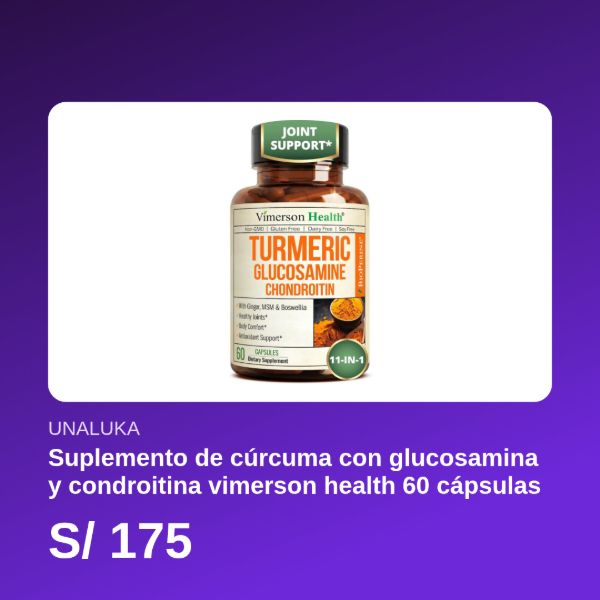 JOINT
SUPPORT*
Vimerson Health®
Non-GMO | Gluten Free | Dairy Free | Soy Free
TURMERIC
GLUCOSAMINE
CHONDROITIN
BIOPERINE®
With Ginger, MSM & Boswellia
Healthy Joints*
Body Comfort*
Antioxidant Support*
60 CAPSULES
Dietary Supplement
11-IN-1
UNALUKA
Suplemento de cúrcuma con glucosamina
y condroitina vimerson health 60 cápsulas
S/ 175